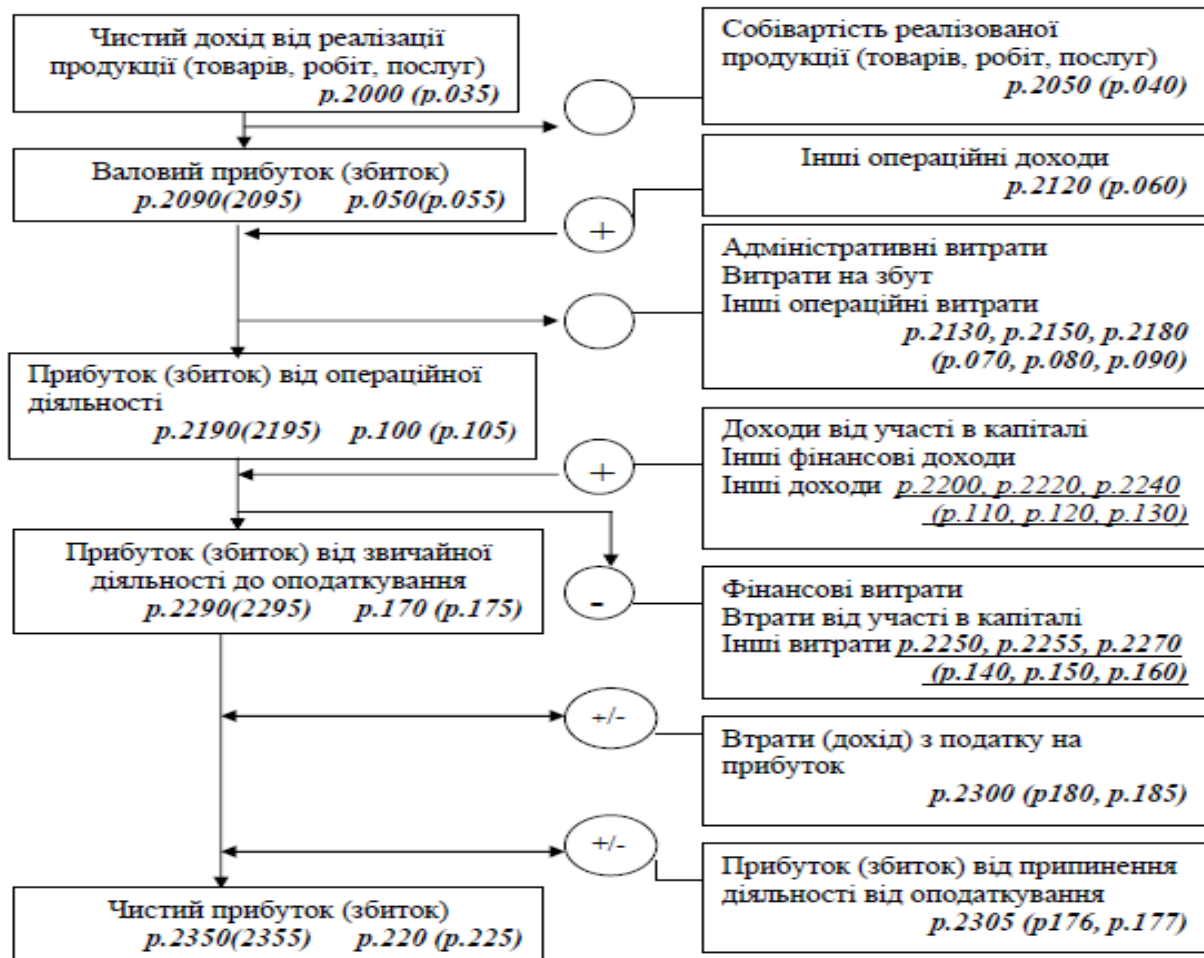 Чистий дохід від реалізації
продукції (товарів, робіт, послуг)
р.2000 (р.035)
Собівартість реалізованої
продукції (товарів, робіт, послуг)
р.2050 (р.040)
Валовий прибуток (збиток)
р.2090(2095) р.050(р.055)
Інші операційні доходи
р.2120 (р.060)
+
Адміністративні витрати
Витрати на збут
Інші операційні витрати
р.2130, р.2150, р.2180
(р.070, р.080, р.090)
Прибуток (збиток) від операційної
діяльності
р.2190(2195) р.100 (р.105)
+
Доходи від участі в капіталі
Інші фінансові доходи
Інші доходи р.2200, р.2220, р.2240
(р.110, р.120, р.130)
Прибуток (збиток) від звичайної
діяльності до оподаткування
р.2290(2295) р.170 (р.175)
-
Фінансові витрати
Втрати від участі в капіталі
Інші витрати р.2250, р.2255, р.2270
(р.140, р.150, р.160)
+/-
Втрати (дохід) з податку на
прибуток
р.2300 (р180, р.185)
+/-
Прибуток (збиток) від припинення
діяльності від оподаткування
р.2305 (р176, р.177)
Чистий прибуток (збиток)
р.2350(2355) р.220 (р.225)